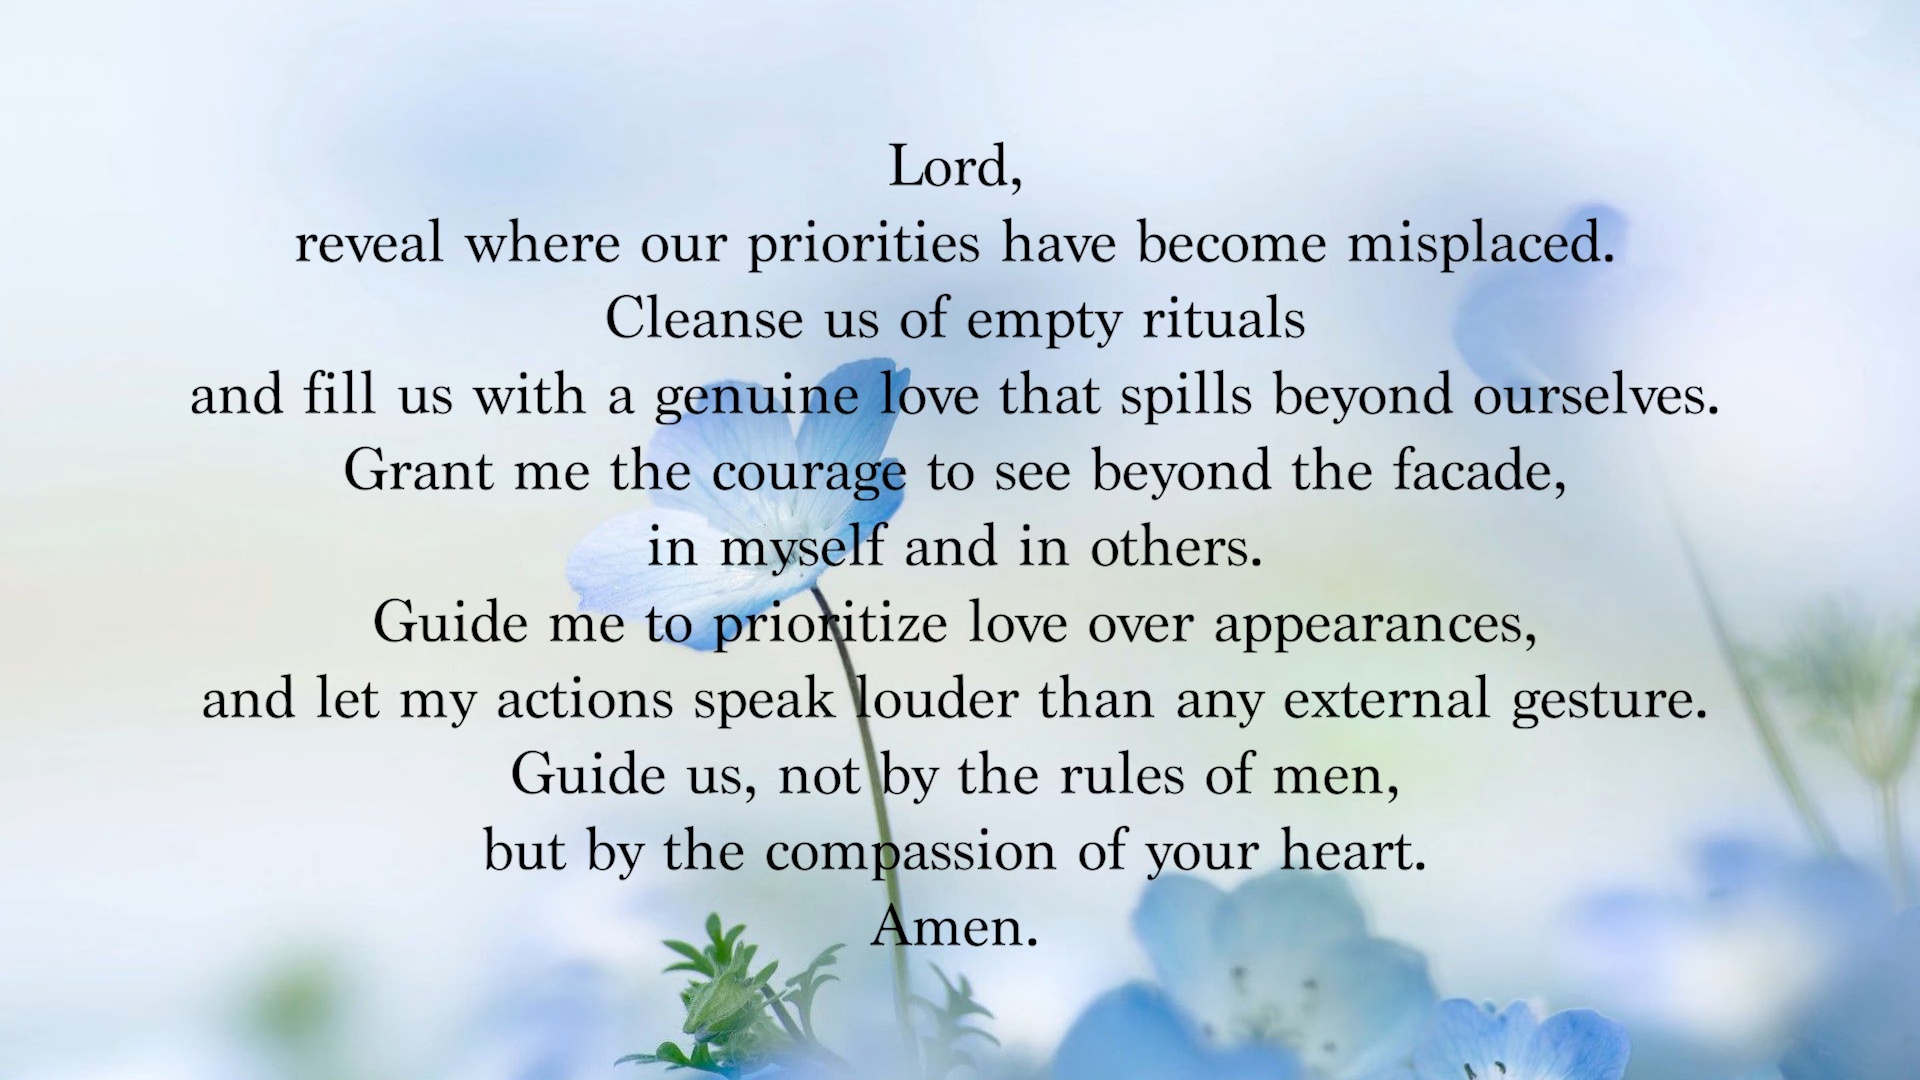 Lord,
reveal where our priorities have become misplaced.
Cleanse us of empty rituals
and fill us with a genuine love that spills beyond ourselves.
Grant me the courage to see beyond the facade,
in myself and in others.
Guide me to prioritize love over appearances,
and let my actions speak louder than any external gesture.
Guide us, not by the rules of men,
but by the compassion of your heart.
Amen.